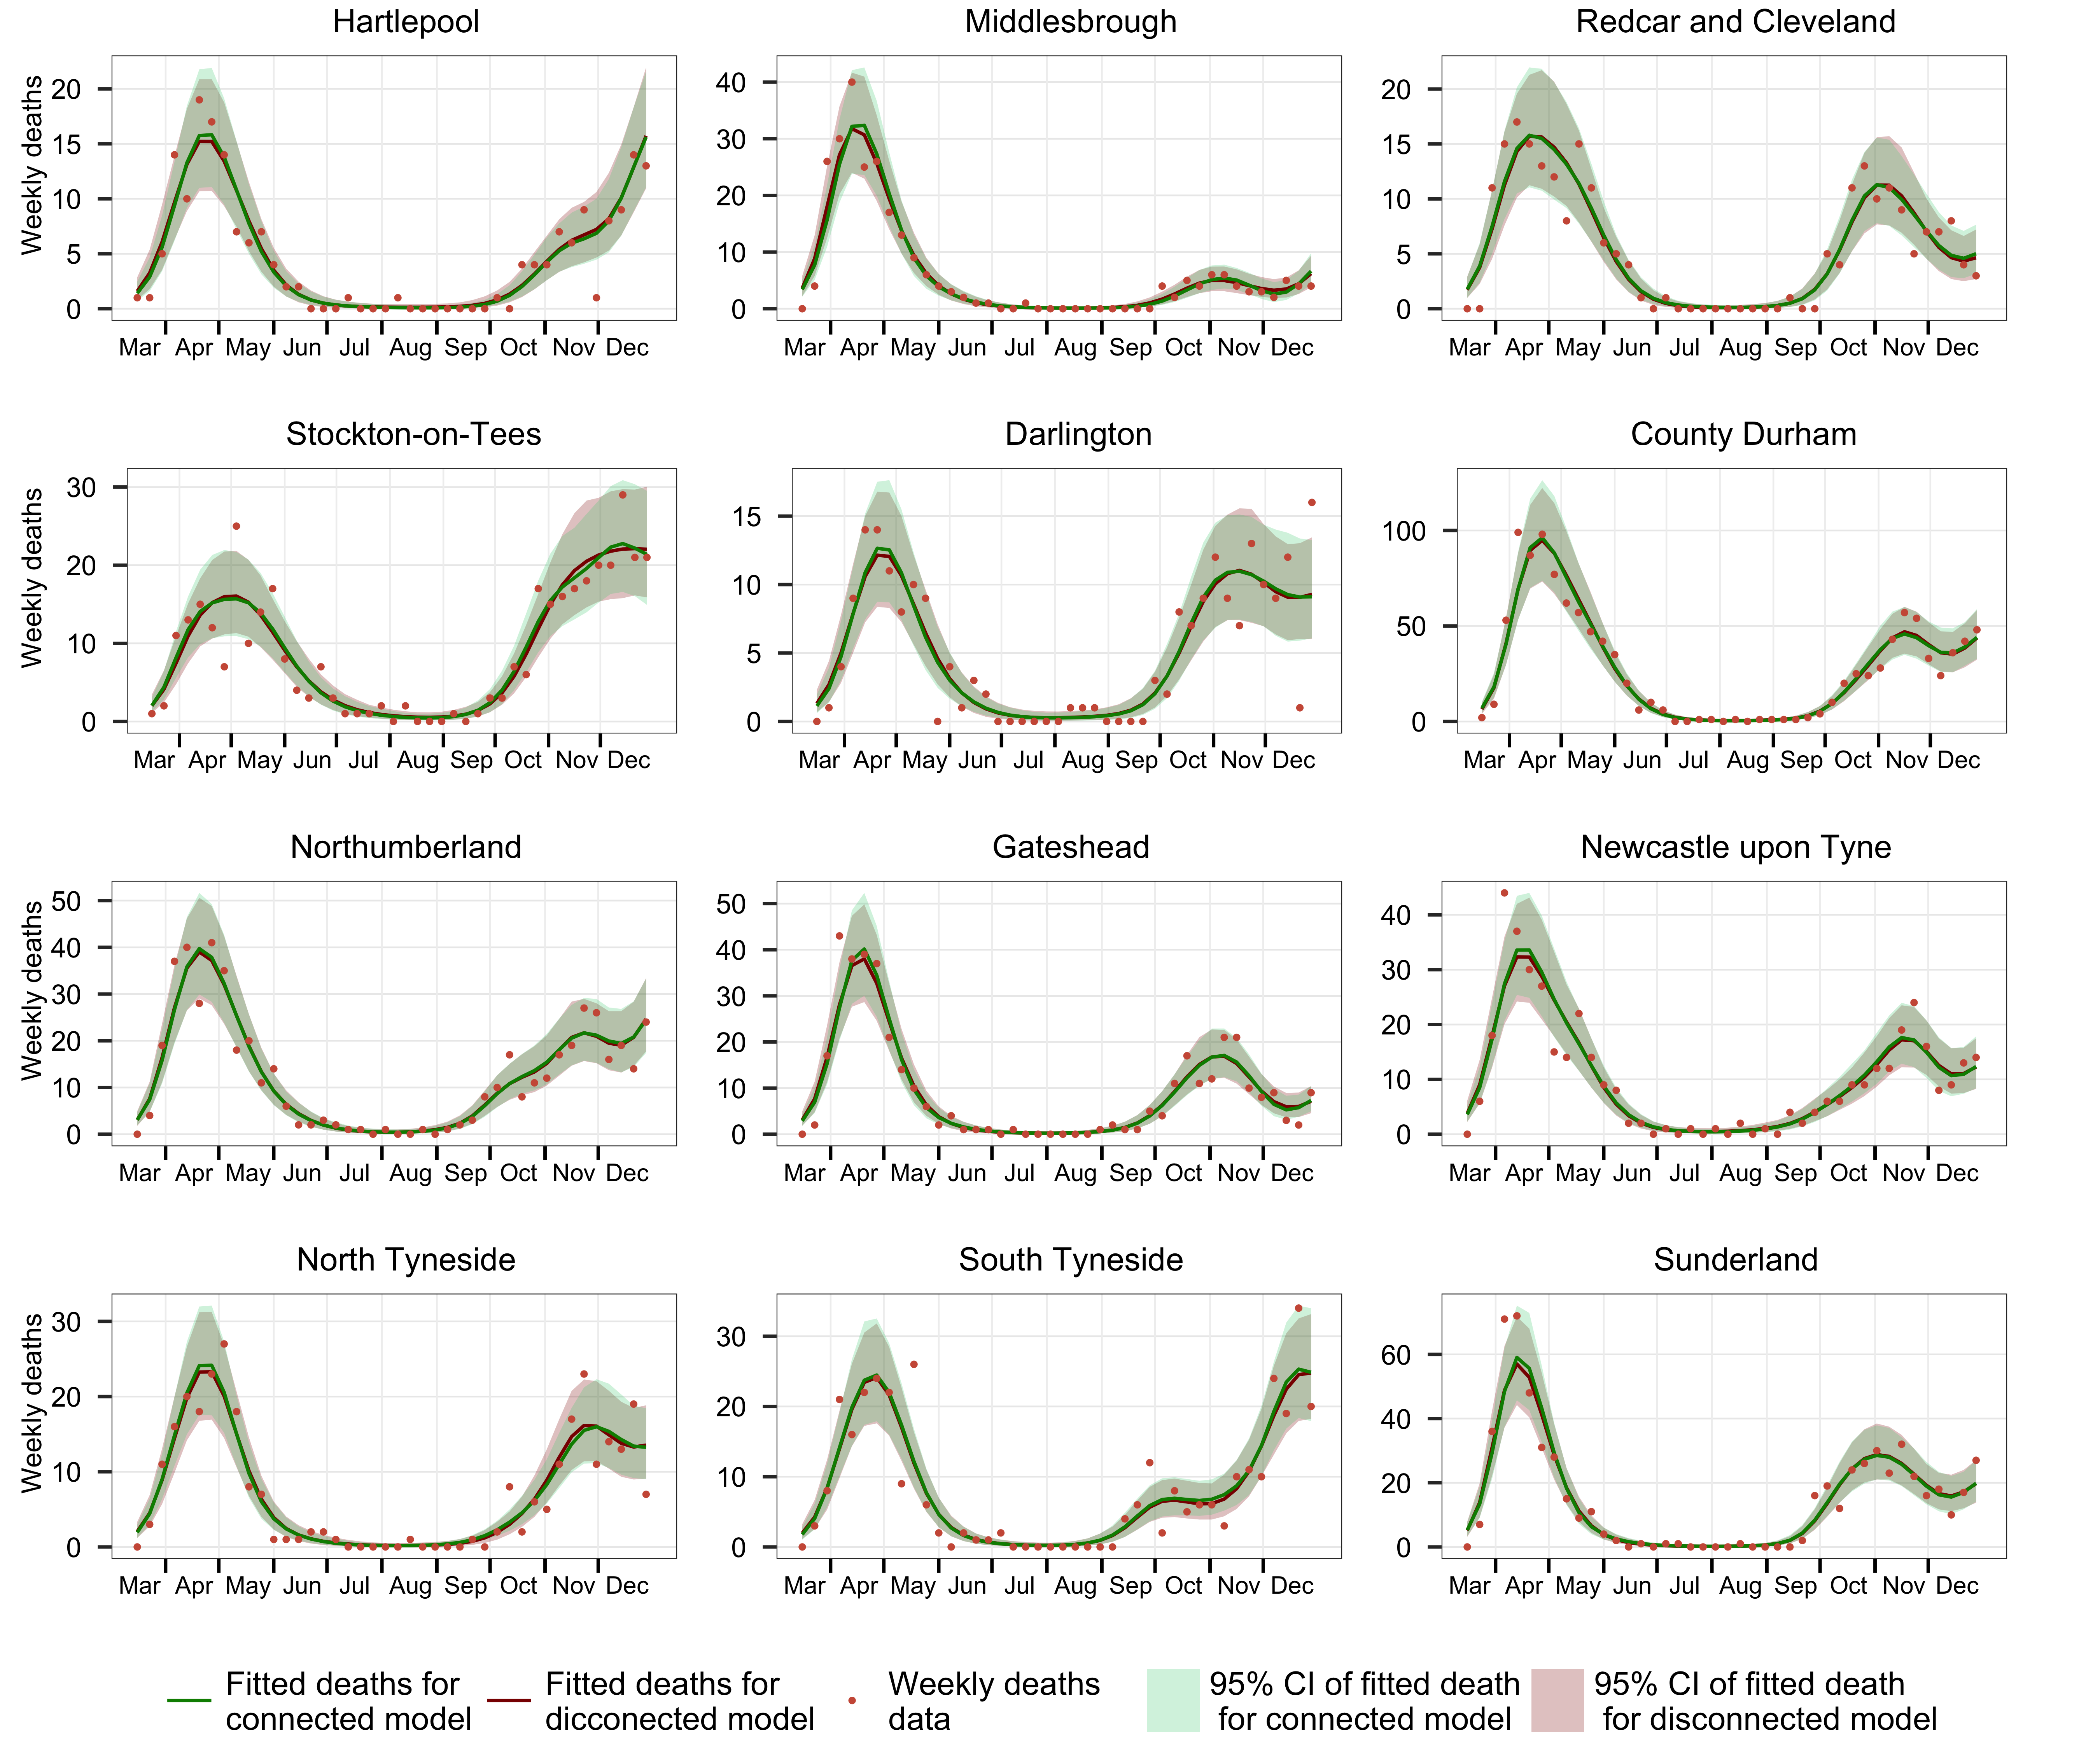 Hartlepool
Middlesbrough
Redcar and Cleveland
Weekly deaths
20
15
10
5
0
Mar Apr May Jun Jul Aug Sep Oct Nov Dec
40
30
20
10
0
Mar Apr May Jun Jul Aug Sep Oct Nov Dec
20
15
10
5
0
Mar Apr May Jun Jul Aug Sep Oct Nov Dec
Stockton-on-Tees
Darlington
County Durham
Weekly deaths
30
20
10
0
Mar Apr May Jun Jul Aug Sep Oct Nov Dec
15
10
5
0
Mar Apr May Jun Jul Aug Sep Oct Nov Dec
100
50
0
Mar Apr May Jun Jul Aug Sep Oct Nov Dec
Northumberland
Gateshead
Newcastle upon Tyne
Weekly deaths
50
40
30
20
10
0
Mar Apr May Jun Jul Aug Sep Oct Nov Dec
50
40
30
20
10
0
Mar Apr May Jun Jul Aug Sep Oct Nov Dec
40
30
20
10
0
Mar Apr May Jun Jul Aug Sep Oct Nov Dec
North Tyneside
South Tyneside
Sunderland
Weekly deaths
30
20
10
0
Mar Apr May Jun Jul Aug Sep Oct Nov Dec
30
20
10
0
Mar Apr May Jun Jul Aug Sep Oct Nov Dec
60
40
20
0
Mar Apr May Jun Jul Aug Sep Oct Nov Dec
Fitted deaths for
connected model
Fitted deaths for
dicconected model
Weekly deaths
data
95% CI of fitted death
for connected model
95% CI of fitted death
for disconnected model